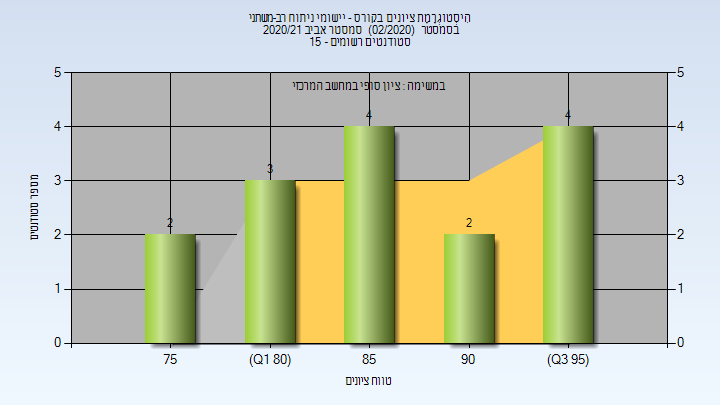 היסטוגרמת ציונים בקורס - יישומי ניתוח רב-משתני
בסמסטר (02/2020) סמסטר אביב 2020/21
סטודנטים רשומים - 15
במשימה : ציון סופי במחשב המרכזי
מספר סטודנטים
5 5
4 4
3 3
2 2
1 1
0 0
2 3 4 2 4
75 (Q1 80) 85 90 (Q3 95)
טווח ציונים